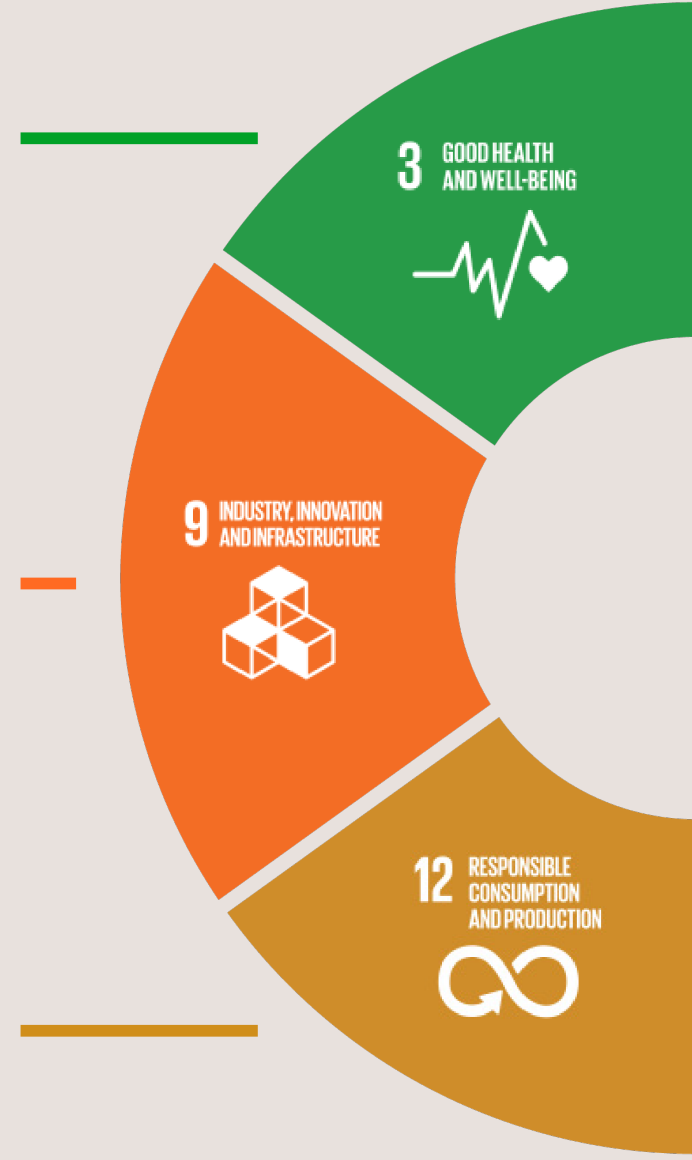 3 GOOD HEALTH
AND WELL-BEING
9 INDUSTRY, INNOVATION
AND INFRASTRUCTURE
12 RESPONSIBLE
CONSUMPTION
AND PRODUCTION